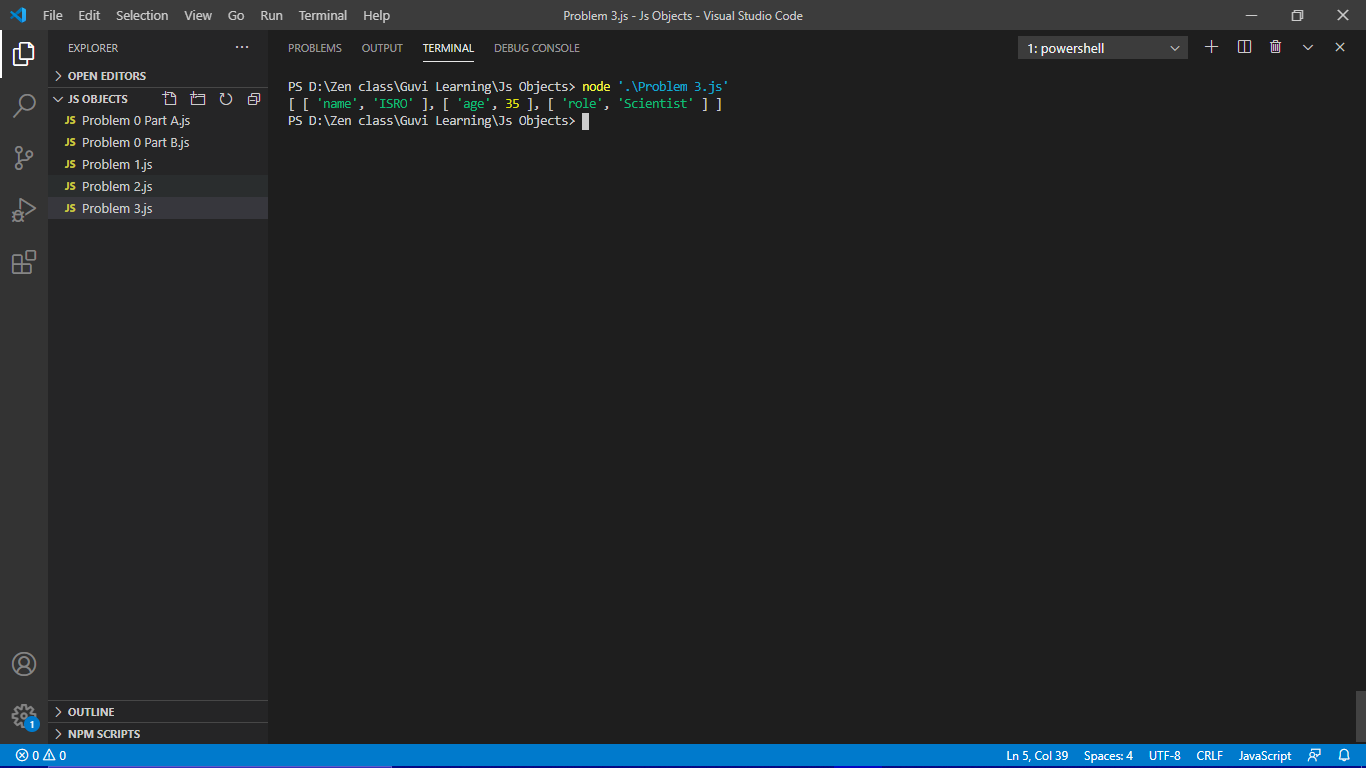 File Edit Selection View Go Run Terminal Help Problem 3.js - Js Objects - Visual Studio Code
EXPLORER ···
OPEN EDITORS
JS OBJECTS
JS Problem 0 Part A.js
JS Problem 0 Part B.js
JS Problem 1.js
JS Problem 2.js
JS Problem 3.js
OUTLINE
NPM SCRIPTS
1
PROBLEMS OUTPUT TERMINAL DEBUG CONSOLE 1: powershell
PS D:\Zen class\Guvi Learning\Js Objects> node '.\Problem 3.js'
[ [ 'name', 'ISRO' ], [ 'age', 35 ], [ 'role', 'Scientist' ] ]
PS D:\Zen class\Guvi Learning\Js Objects>
0 0 Ln 5, Col 39 Spaces: 4 UTF-8 CRLF JavaScript